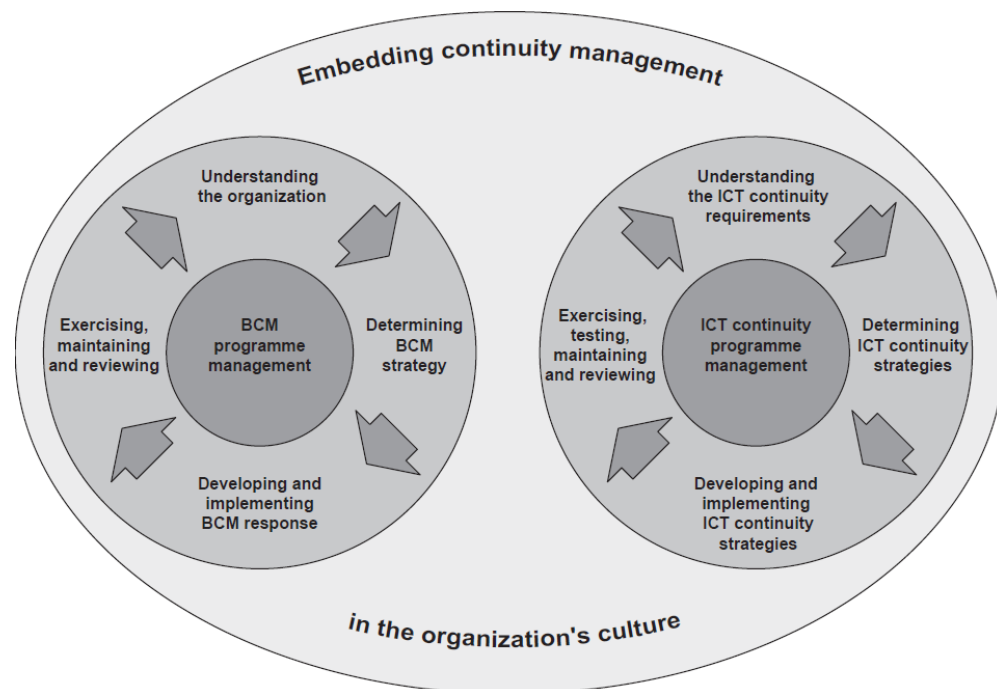 Embedding continuity management
Understanding
the organization
Exercising,
maintaining
and reviewing
BCM
programme
management
Determining
BCM
strategy
Developing and
implementing
BCM response
Understanding
the ICT continuity
requirements
Exercising,
testing,
maintaining
and reviewing
ICT continuity
programme
management
Determining
ICT continuity
strategies
Developing and
implementing
ICT continuity
strategies
in the organization's culture